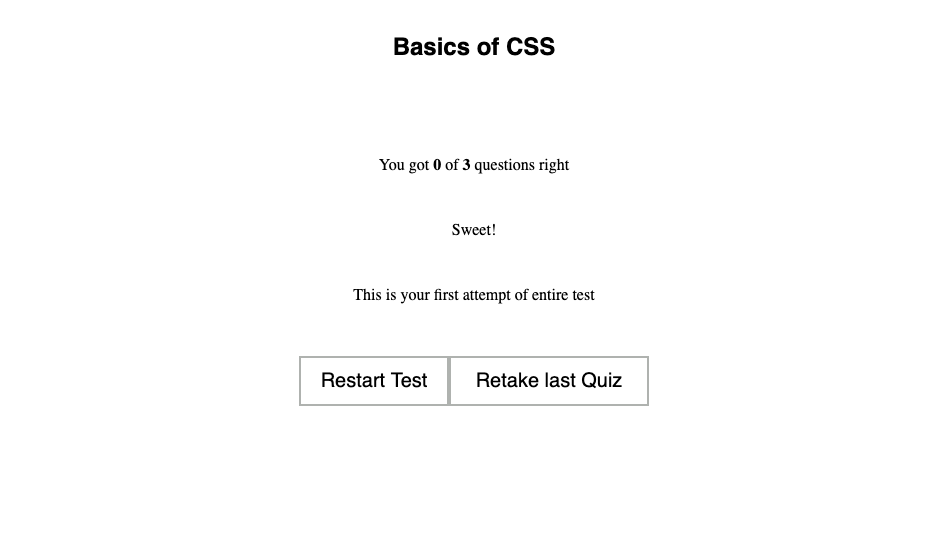 Basics of CSS
You got 0 of 3 questions right
Sweet!
This is your first attempt of entire test
Restart Test
Retake last Quiz